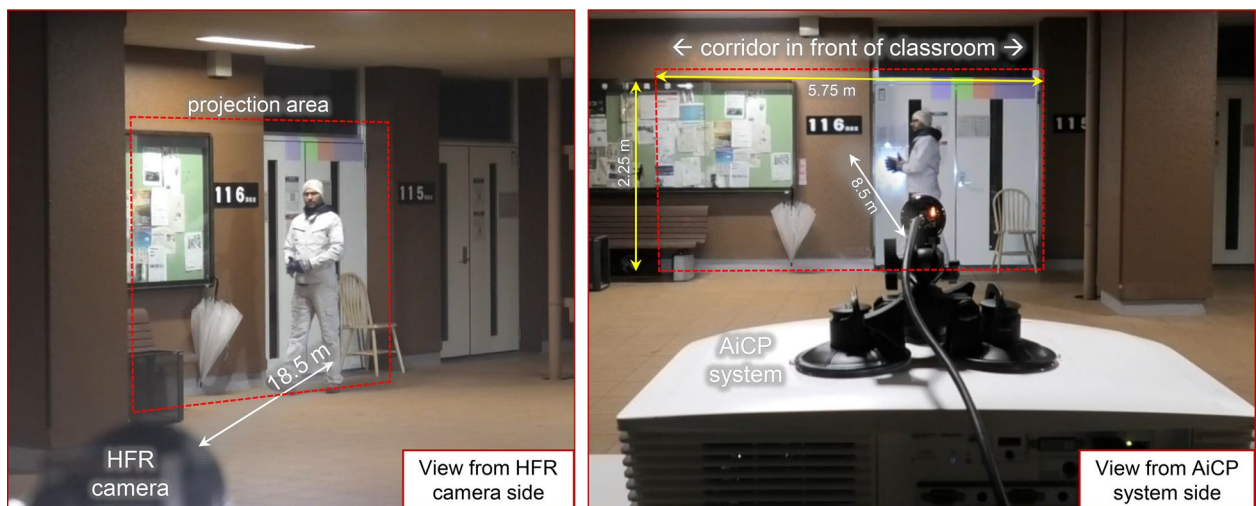 projection area
116
115
18.5 m
HFR
camera
View from HFR
camera side
← corridor in front of classroom →
5.75 m
116
115
2.25 m
8.5 m
AiCP
system
View from AiCP
system side